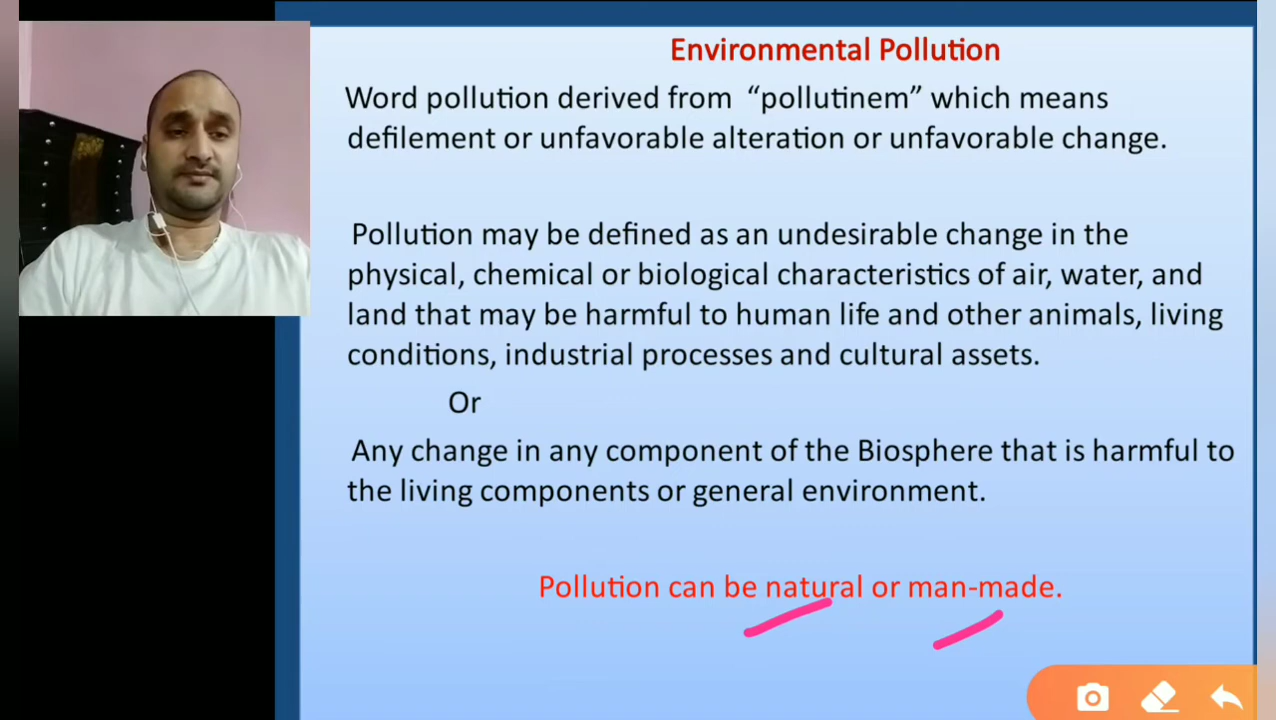 Environmental Pollution
Word pollution derived from “pollutinem” which means
defilement or unfavorable alteration or unfavorable change.
Pollution may be defined as an undesirable change in the
physical, chemical or biological characteristics of air, water, and
land that may be harmful to human life and other animals, living
conditions, industrial processes and cultural assets.
Or
Any change in any component of the Biosphere that is harmful to
the living components or general environment.
Pollution can be natural or man-made.